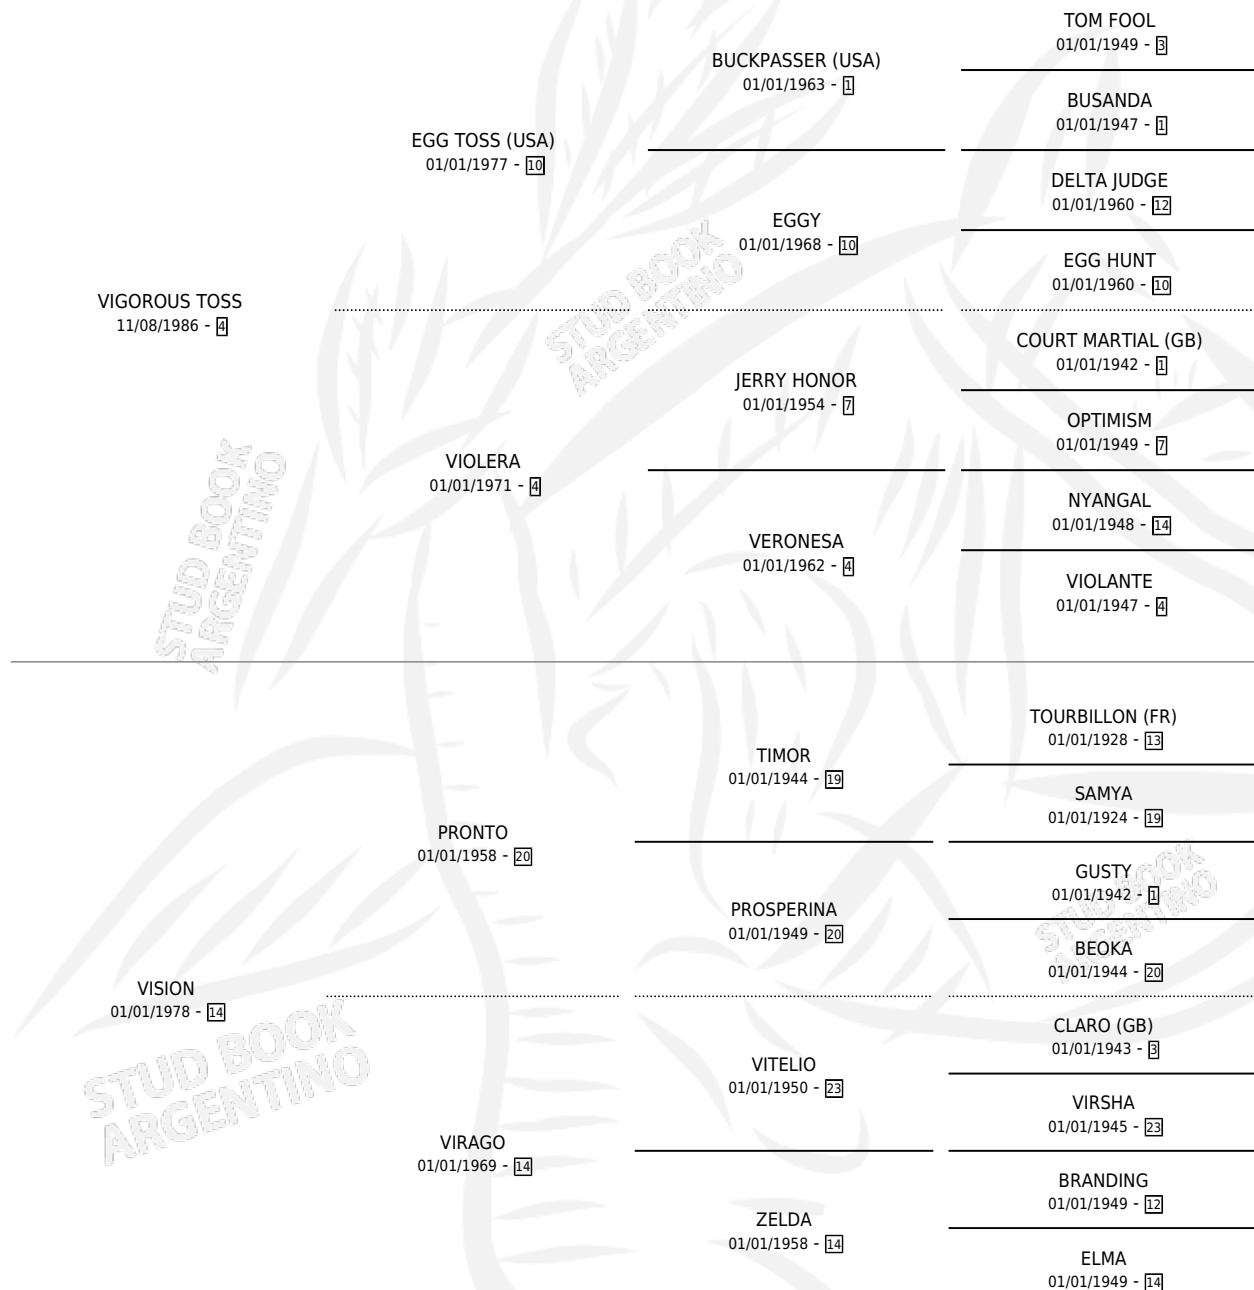 TOM FOOL
01/01/1949 - 3
BUCKPASSER (USA)
01/01/1963 - 1
BUSANDA
01/01/1947 - 1
EGG TOSS (USA)
01/01/1977 - 10
DELTA JUDGE
01/01/1960 - 12
EGGY
01/01/1968 - 10
EGG HUNT
01/01/1960 - 10
VIGOROUS TOSS
11/08/1986 - 4
STUD BOOK
ARGENTINO
COURT MARTIAL (GB)
01/01/1942 - 1
JERRY HONOR
01/01/1954 - 7
OPTIMISM
01/01/1949 - 7
VIOLERA
01/01/1971 - 4
NYANGAL
01/01/1948 - 14
VERONESA
01/01/1962 - 4
VIOLANTE
01/01/1947 - 4
STUD BOOK
ARGENTINO
TOURBILLON (FR)
01/01/1928 - 13
TIMOR
01/01/1944 - 19
SAMYA
01/01/1924 - 19
PRONTO
01/01/1958 - 20
GUSTY
01/01/1942 - 1
PROSPERINA
01/01/1949 - 20
BEOKA
01/01/1944 - 20
STUD BOOK
ARGENTINO
VISION
01/01/1978 - 14
CLARO (GB)
01/01/1943 - 3
VITELIO
01/01/1950 - 23
VIRSHA
01/01/1945 - 23
STUD BOOK
ARGENTINO
VIRAGO
01/01/1969 - 14
BRANDING
01/01/1949 - 12
ZELDA
01/01/1958 - 14
ELMA
01/01/1949 - 14